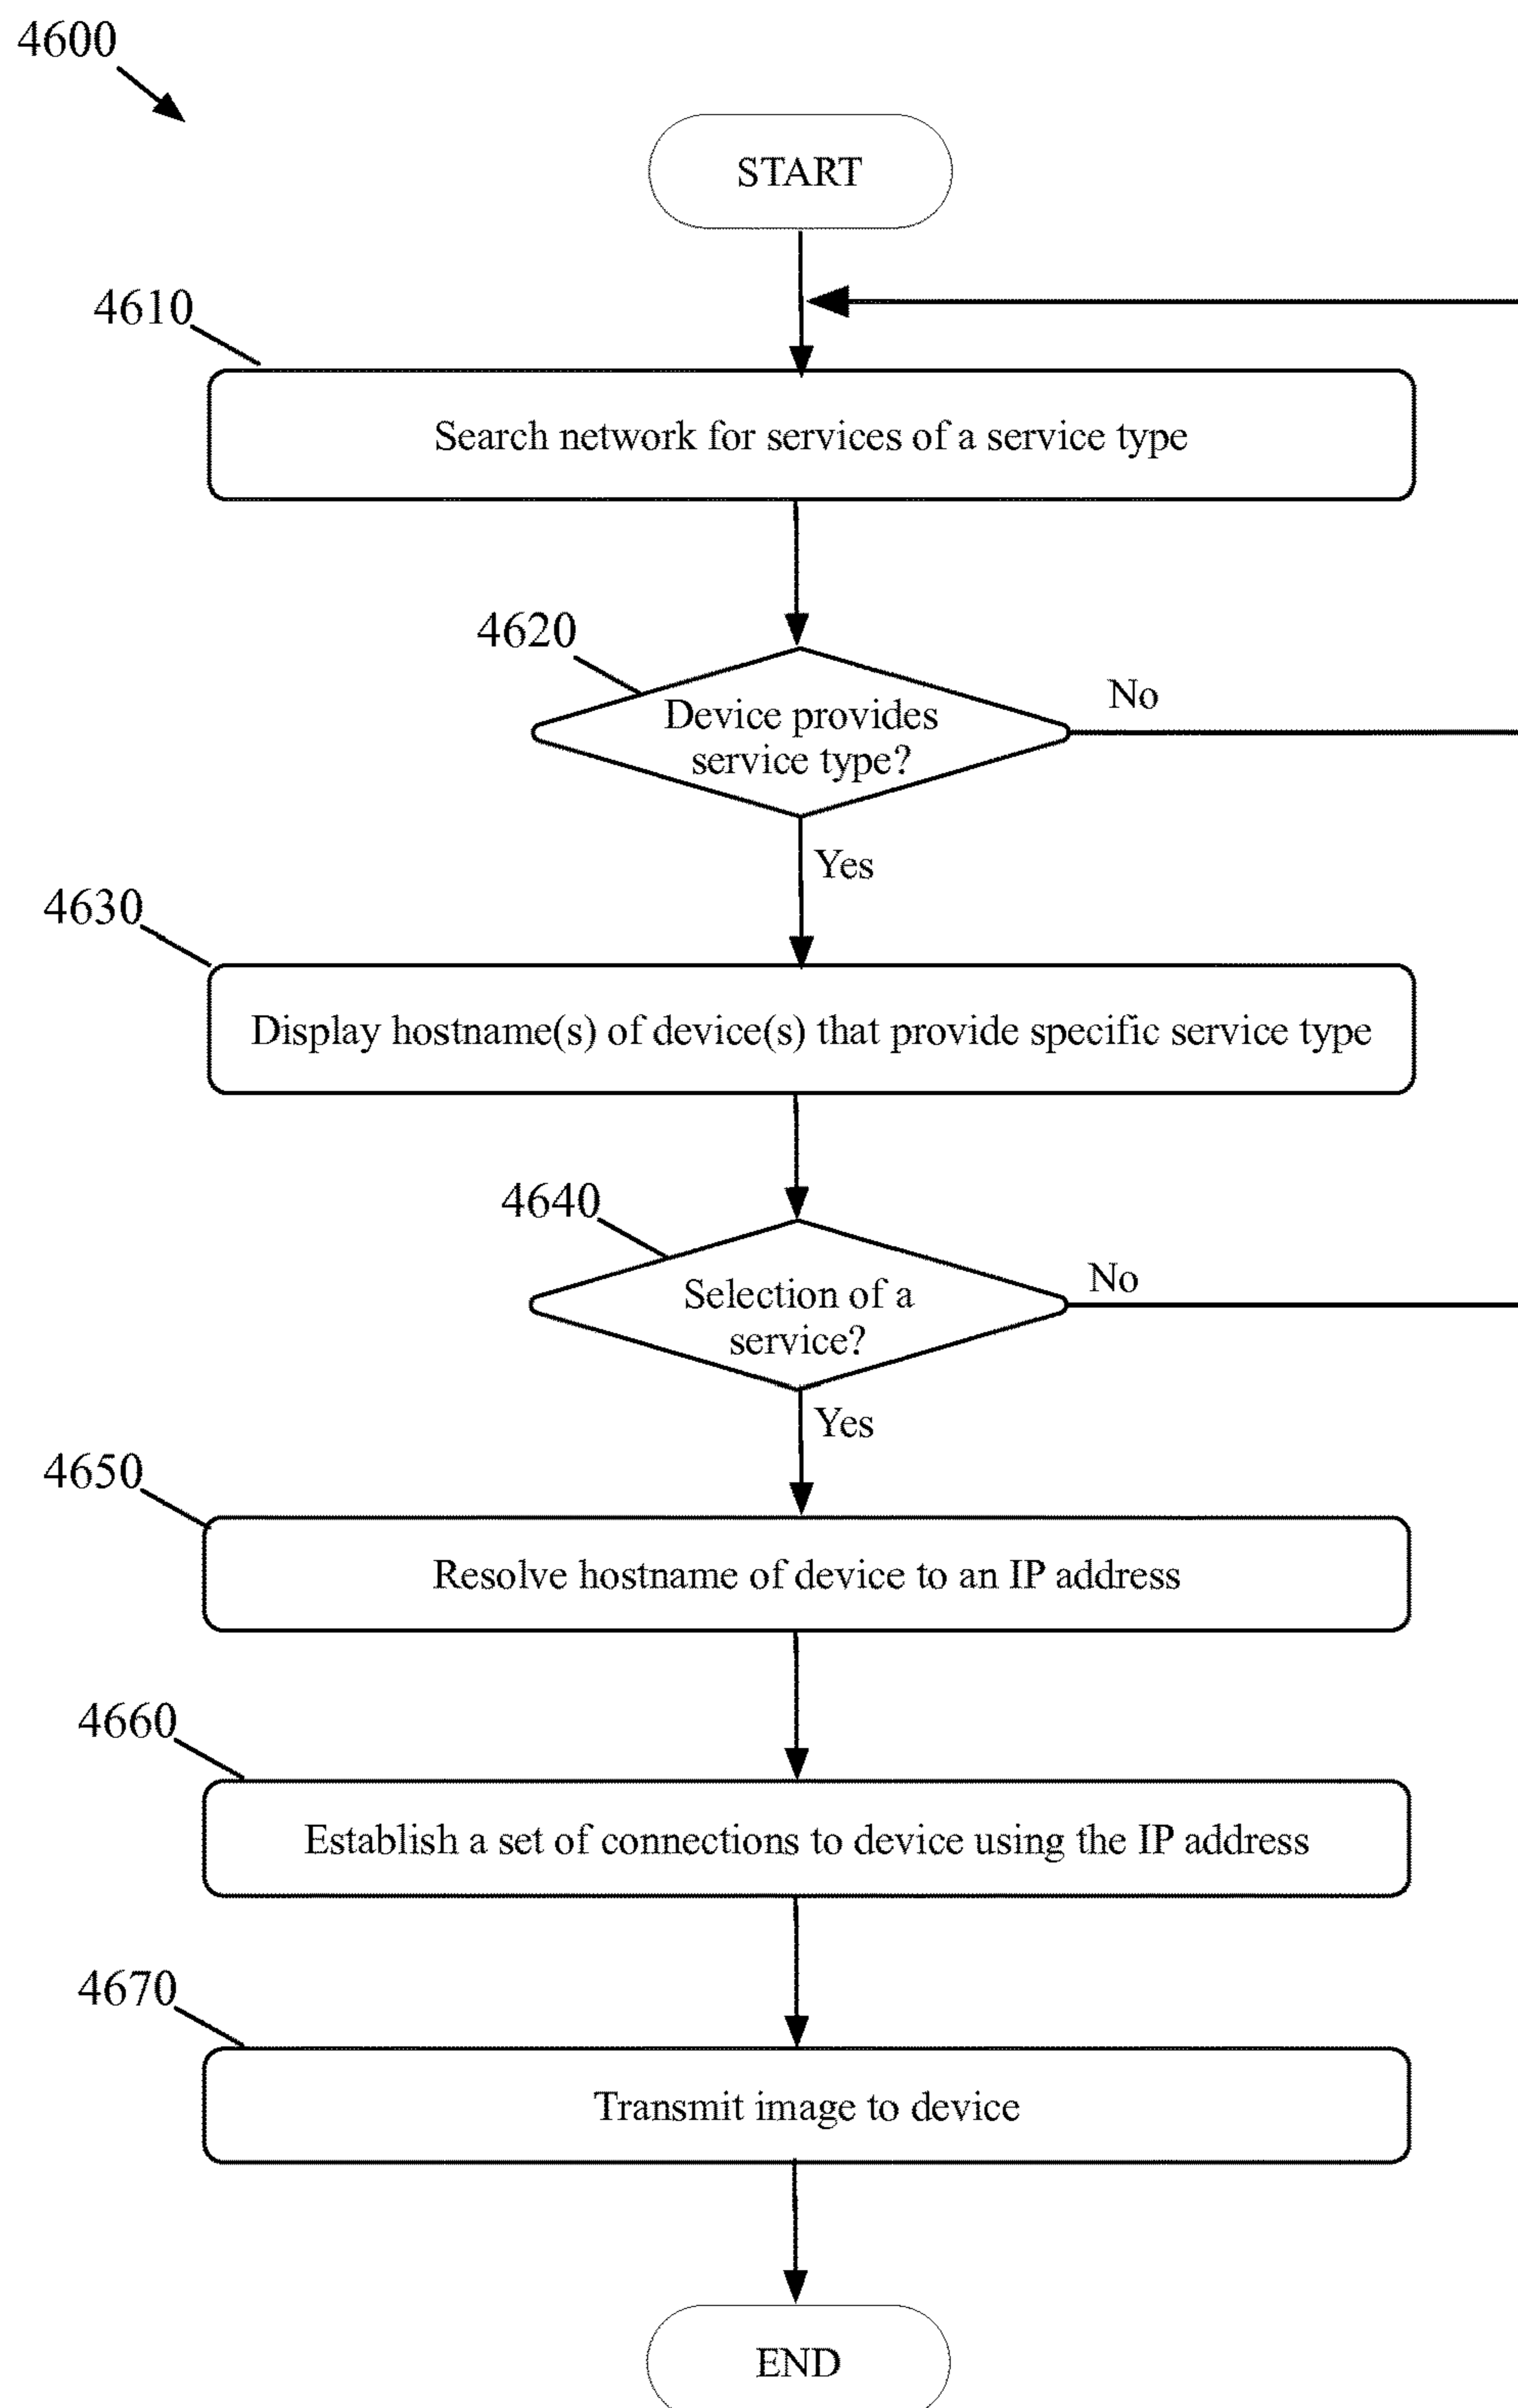 4600
START
4610
Search network for services of a service type
4620
Device provides
service type?
No
Yes
4630
Display hostname(s) of device(s) that provide specific service type
4640
Selection of a
service?
No
Yes
4650
Resolve hostname of device to an IP address
4660
Establish a set of connections to device using the IP address
4670
Transmit image to device
END